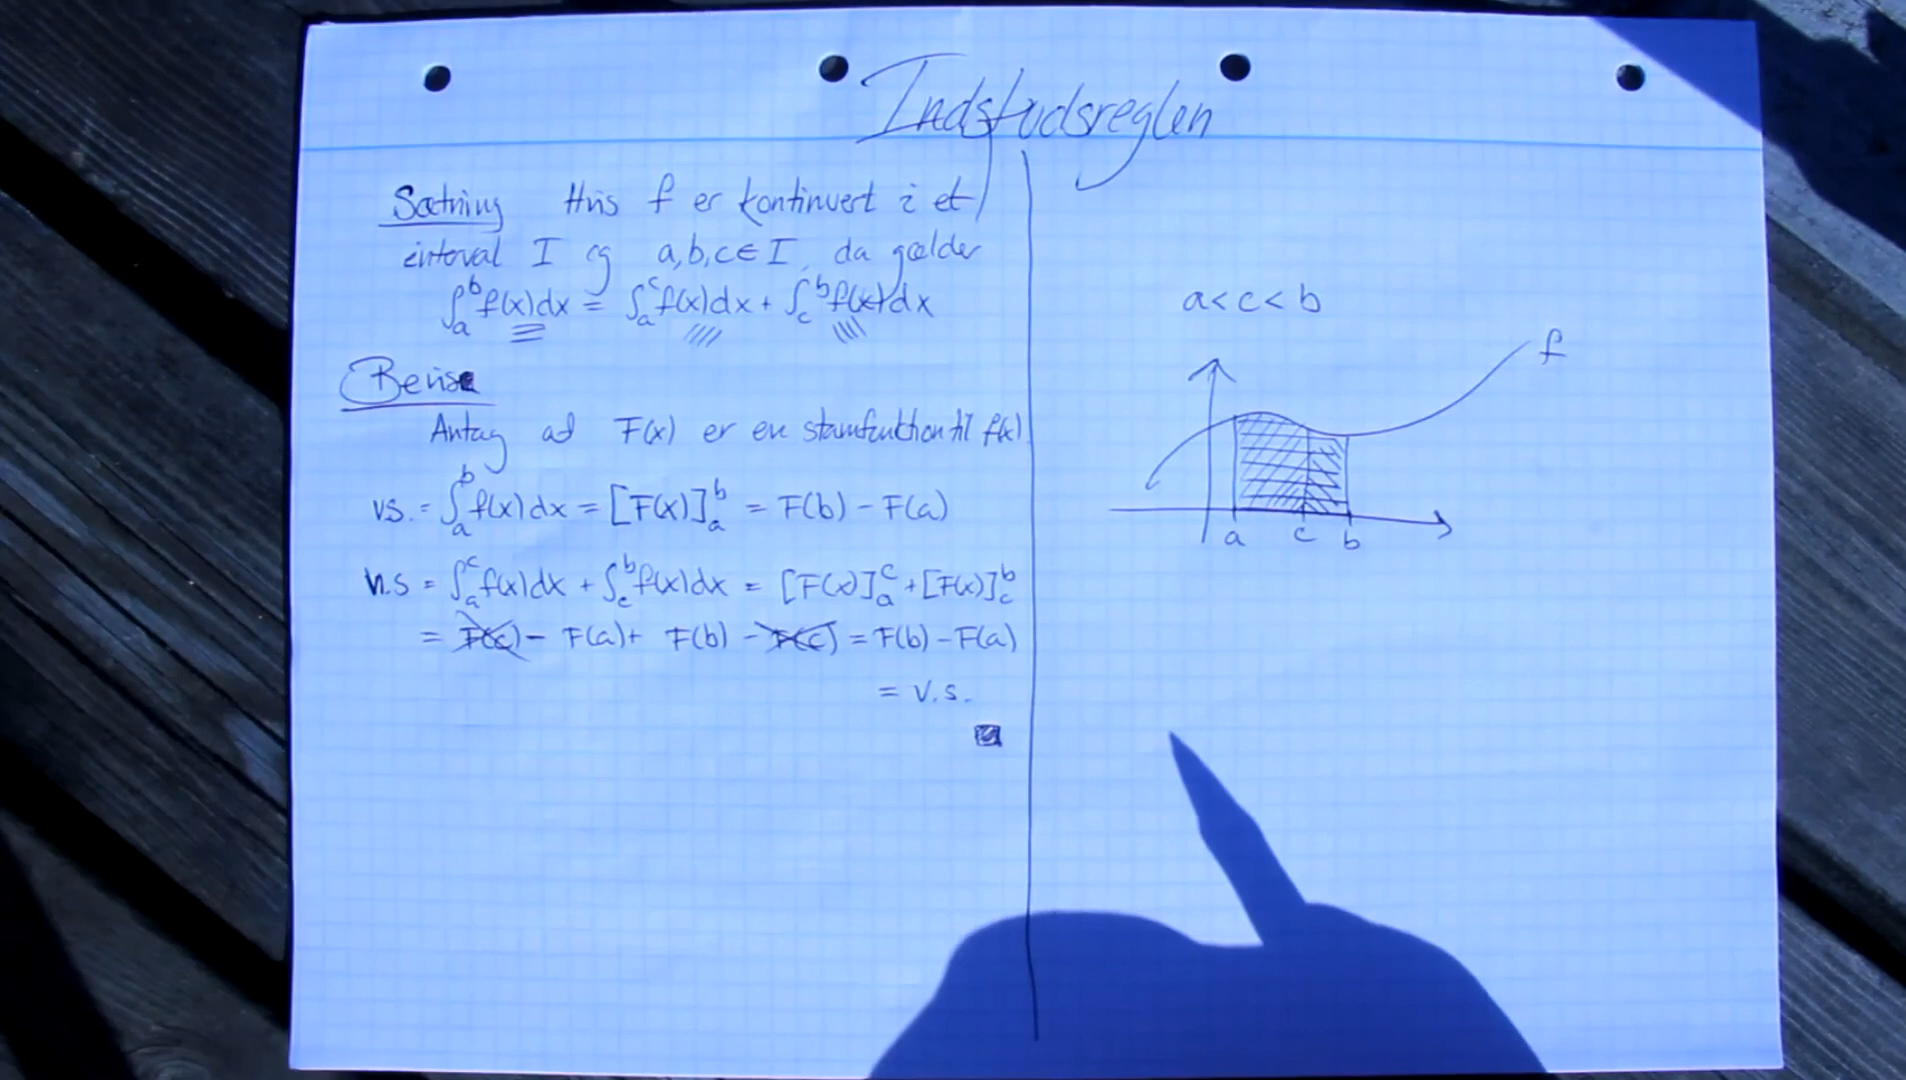 Indskudsreglen
Sætning Hvis f er kontinuert i et
interval I og a,b,c ∈ I, da gælder
∫_a^b f(x)dx = ∫_a^c f(x)dx + ∫_c^b f(x)dx
Bevis
Antag at F(x) er en stamfunktion til f(x)
v.s. = ∫_a^b f(x)dx = [F(x)]_a^b = F(b) - F(a)
h.s = ∫_a^c f(x)dx + ∫_c^b f(x)dx = [F(x)]_a^c + [F(x)]_c^b
= F(c) - F(a) + F(b) - F(c) = F(b) - F(a)
= v.s.
a < c < b
f
a c b